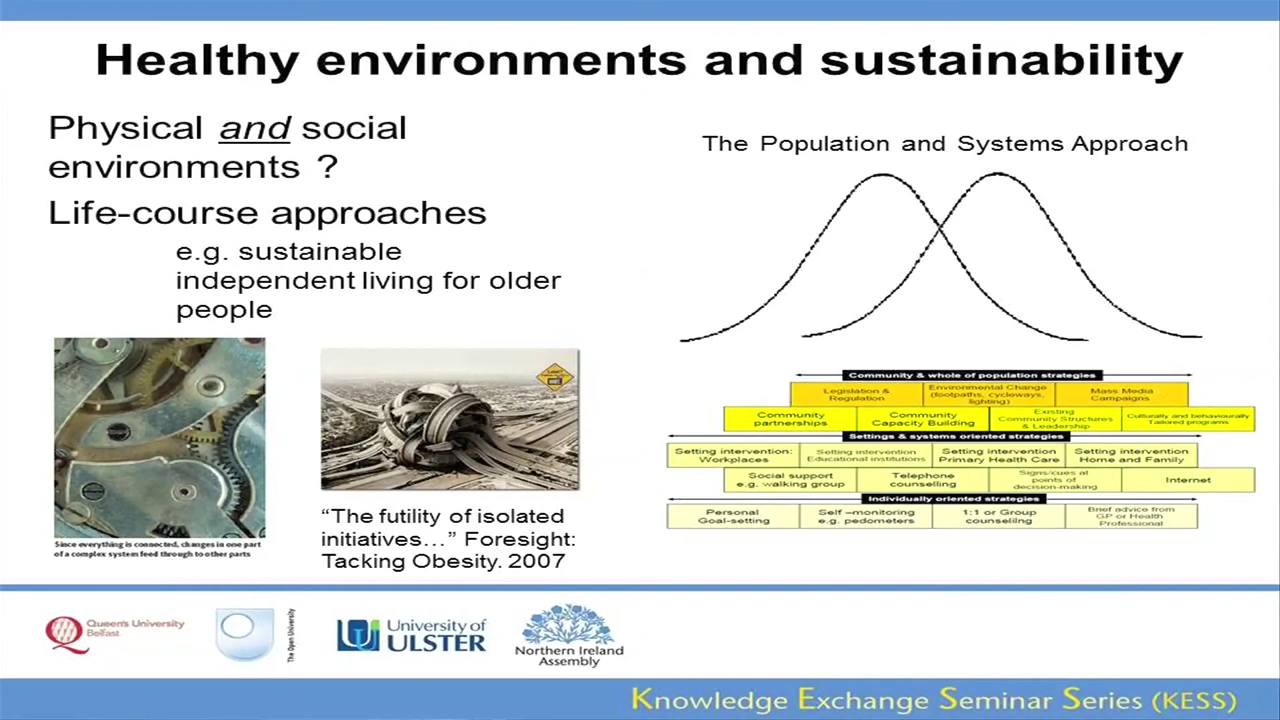 Healthy environments and sustainability
Physical and social
environments ?
Life-course approaches
e.g. sustainable
independent living for older
people
Since everything is connected, changes in one part
of a complex system feed through to other parts
“The futility of isolated
initiatives…” Foresight:
Tacking Obesity. 2007
The Population and Systems Approach
Community & whole of population strategies
Legislation &
Regulation
Environmental Change
(footpaths, cycleways,
lighting)
Mass Media
Campaigns
Community
partnerships
Community
Capacity Building
Existing
Community Structures
& Leadership
Culturally and behaviourally
Tailored programs
Settings & systems oriented strategies
Setting intervention:
Workplaces
Setting intervention
Educational institutions
Setting intervention
Primary Health Care
Setting intervention
Home and Family
Social support
e.g. walking group
Telephone
counselling
Signs/cues at
points of
decision-making
Internet
Individually oriented strategies
Personal
Goal-setting
Self –monitoring
e.g. pedometers
1:1 or Group
counselilng
Brief advice from
GP or Health
Professional
Queen's University
Belfast
The Open University
University of
ULSTER
Northern Ireland
Assembly
Knowledge Exchange Seminar Series (KESS)